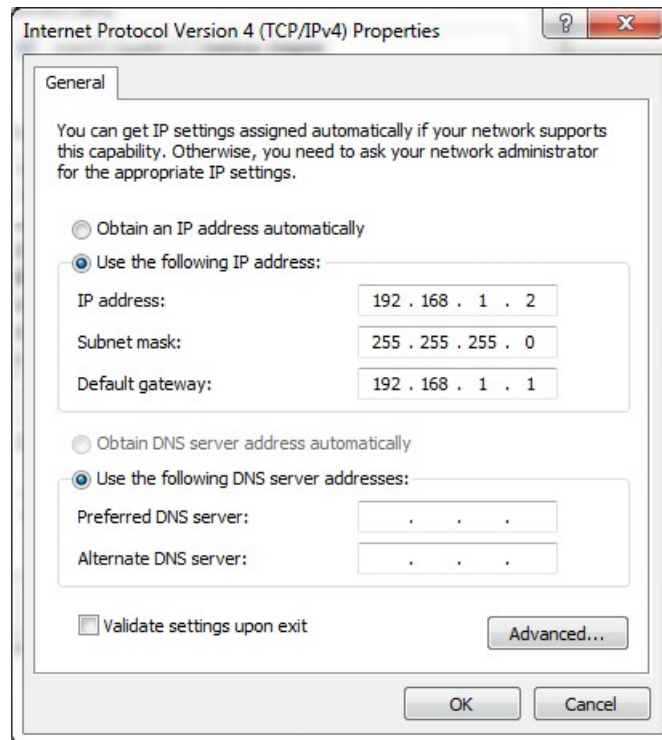 Internet Protocol Version 4 (TCP/IPv4) Properties
General
You can get IP settings assigned automatically if your network supports
this capability. Otherwise, you need to ask your network administrator
for the appropriate IP settings.
Obtain an IP address automatically
Use the following IP address:
IP address: 192 . 168 . 1 . 2
Subnet mask: 255 . 255 . 255 . 0
Default gateway: 192 . 168 . 1 . 1
Obtain DNS server address automatically
Use the following DNS server addresses:
Preferred DNS server: . . .
Alternate DNS server: . . .
Validate settings upon exit
Advanced...
OK Cancel